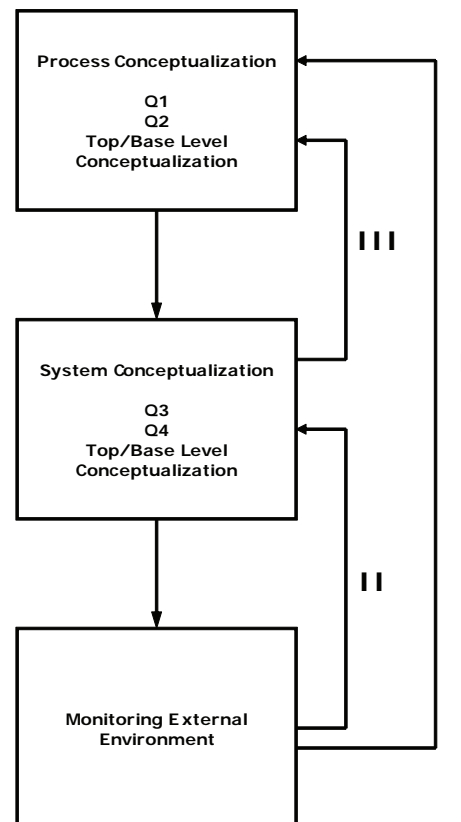 Process Conceptualization
Q1
Q2
Top/Base Level
Conceptualization
III
System Conceptualization
Q3
Q4
Top/Base Level
Conceptualization
II
Monitoring External
Environment